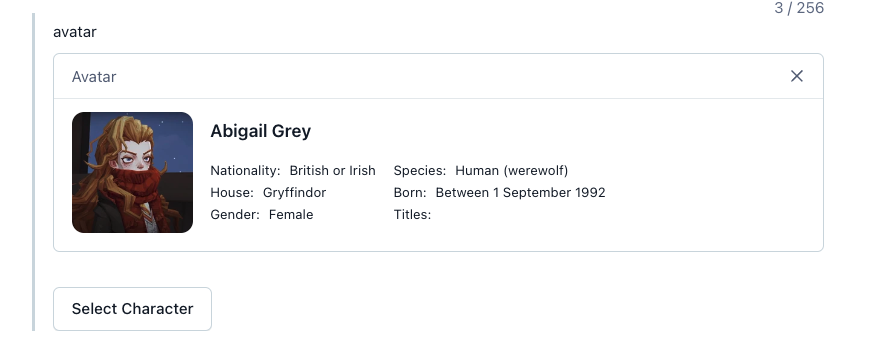 3 / 256
avatar
Avatar
Abigail Grey
Nationality: British or Irish Species: Human (werewolf)
House: Gryffindor Born: Between 1 September 1992
Gender: Female Titles:
Select Character